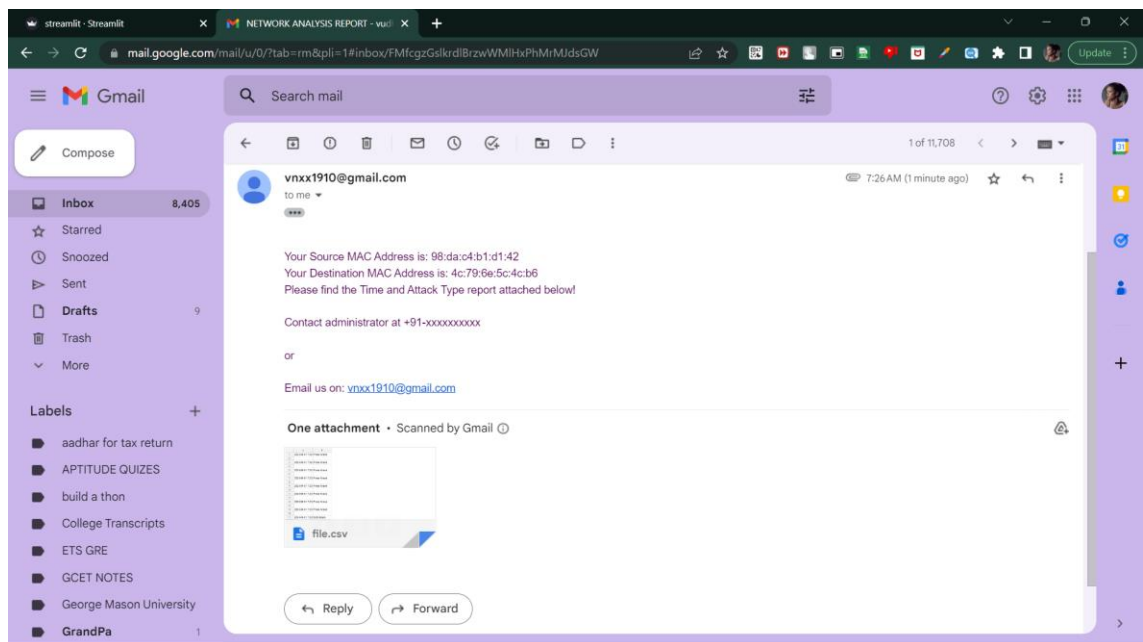 streamlit · Streamlit
NETWORK ANALYSIS REPORT - vud
mail.google.com/mail/u/0/?tab=rm&pli=1#inbox/FMfcgzGslkrdlBrzwWMlHxPhMrMJdsGW
Update
Gmail
Search mail
Compose
1 of 11,708
Inbox 8,405
Starred
Snoozed
Sent
Drafts 9
Trash
More
Labels
aadhar for tax return
APTITUDE QUIZES
build a thon
College Transcripts
ETS GRE
GCET NOTES
George Mason University
GrandPa 1
vnxx1910@gmail.com
7:26 AM (1 minute ago)
to me
Your Source MAC Address is: 98:da:c4:b1:d1:42
Your Destination MAC Address is: 4c:79:6e:5c:4c:b6
Please find the Time and Attack Type report attached below!
Contact administrator at +91-xxxxxxxxxx
or
Email us on: vnxx1910@gmail.com
One attachment • Scanned by Gmail
file.csv
Reply
Forward
31